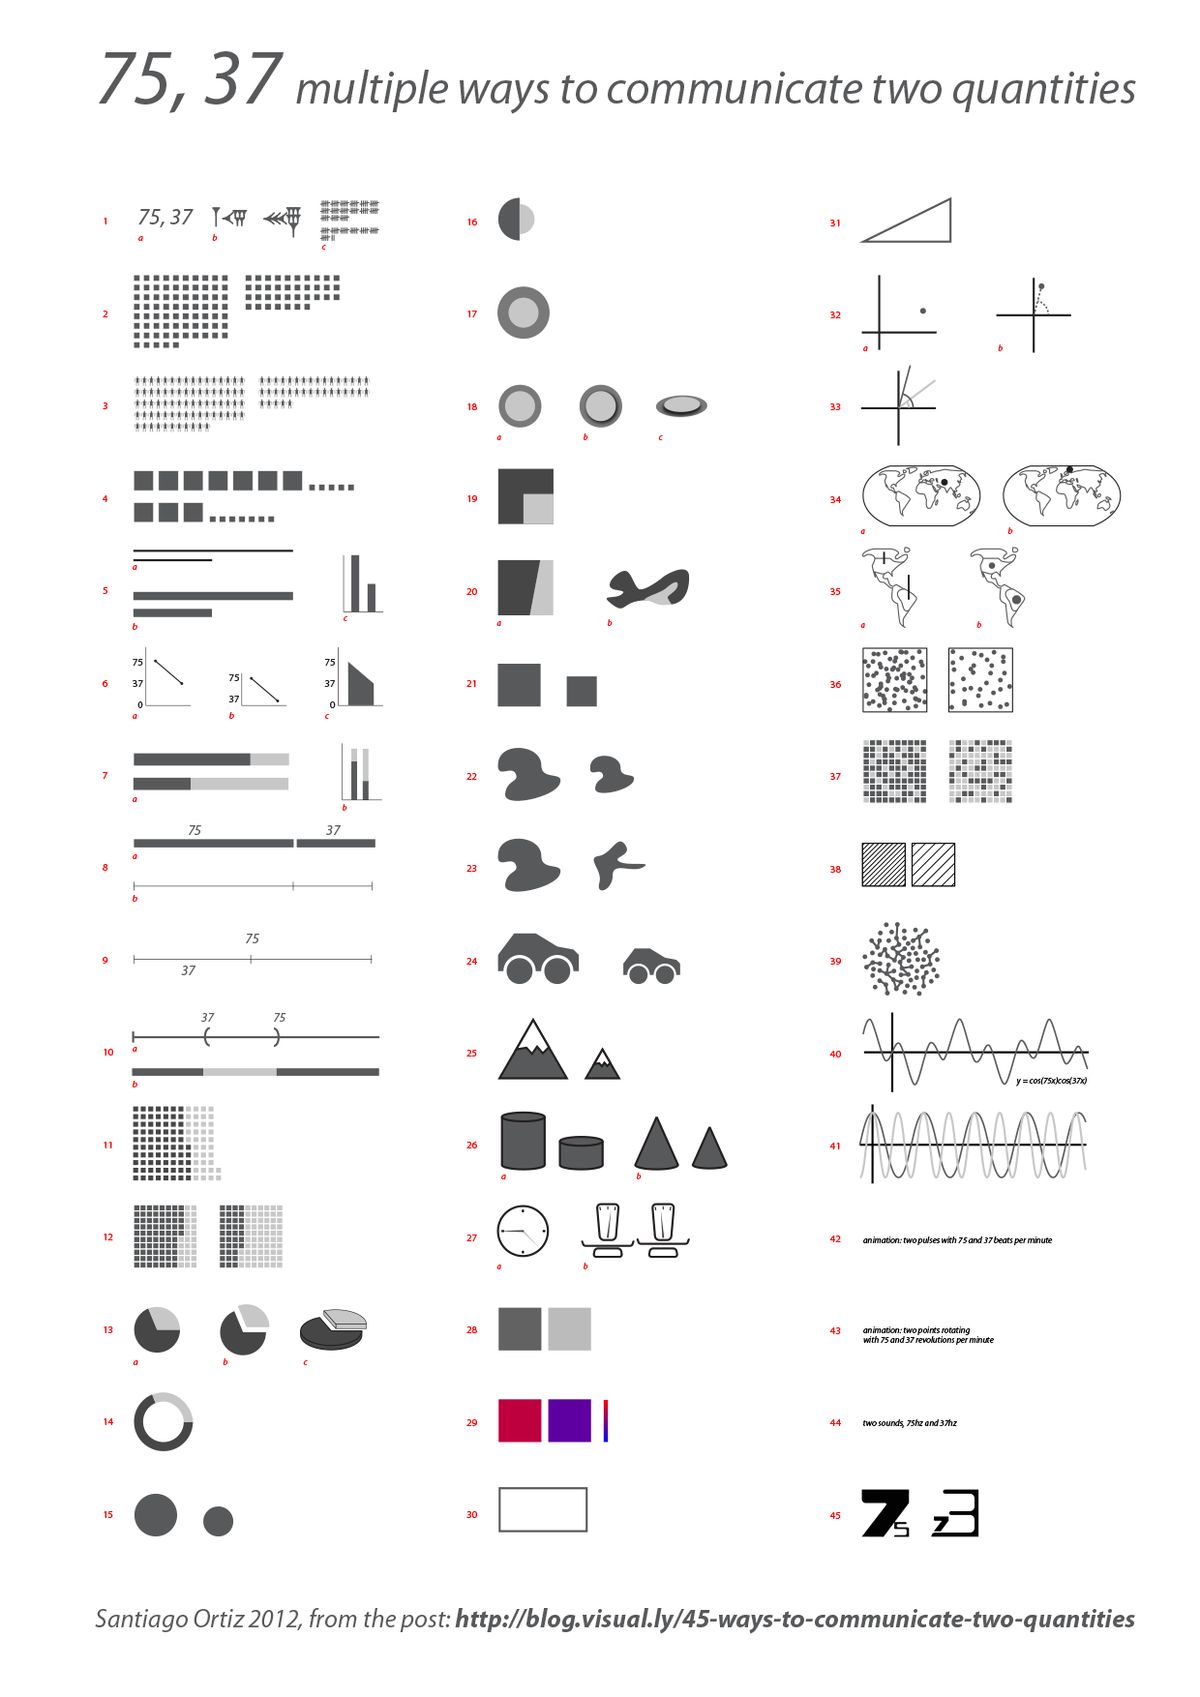 75, 37 multiple ways to communicate two quantities
1
75, 37
a
b
c
2
3
4
5
a
b
c
6
75
37
0
a
75
37
b
75
37
0
c
7
a
b
8
75
37
a
b
9
75
37
10
37
75
a
b
11
12
13
a
b
c
14
15
16
17
18
a
b
c
19
20
a
b
21
22
23
24
25
26
a
b
27
a
b
28
29
30
31
32
a
b
33
34
a
b
35
a
b
36
37
38
39
40
y = cos(75x)cos(37x)
41
42
animation: two pulses with 75 and 37 beats per minute
43
animation: two points rotating
with 75 and 37 revolutions per minute
44
two sounds, 75hz and 37hz
45
75
37
Santiago Ortiz 2012, from the post: http://blog.visual.ly/45-ways-to-communicate-two-quantities